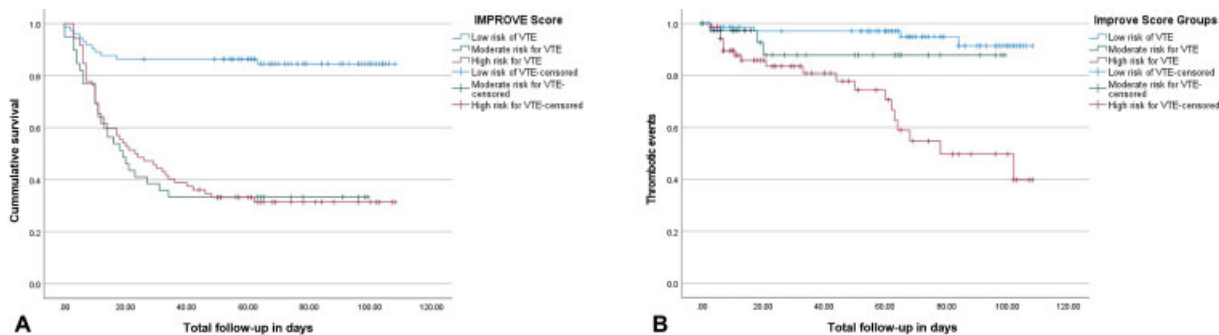 IMPROVE Score
Low risk of VTE
Moderate risk for VTE
High risk for VTE
Low risk of VTE-censored
Moderate risk for VTE-
censored
High risk for VTE-censored
Cummulative survival
1.0
0.8
0.6
0.4
0.2
0.0
.00 20.00 40.00 60.00 80.00 100.00 120.00
Total follow-up in days
A
Improve Score Groups
Low risk of VTE
Moderate risk for VTE
High risk for VTE
Low risk of VTE-censored
Moderate risk for VTE-
censored
High risk for VTE-censored
Thrombotic events
1.0
0.8
0.6
0.4
0.2
0.0
.00 20.00 40.00 60.00 80.00 100.00 120.00
Total follow-up in days
B